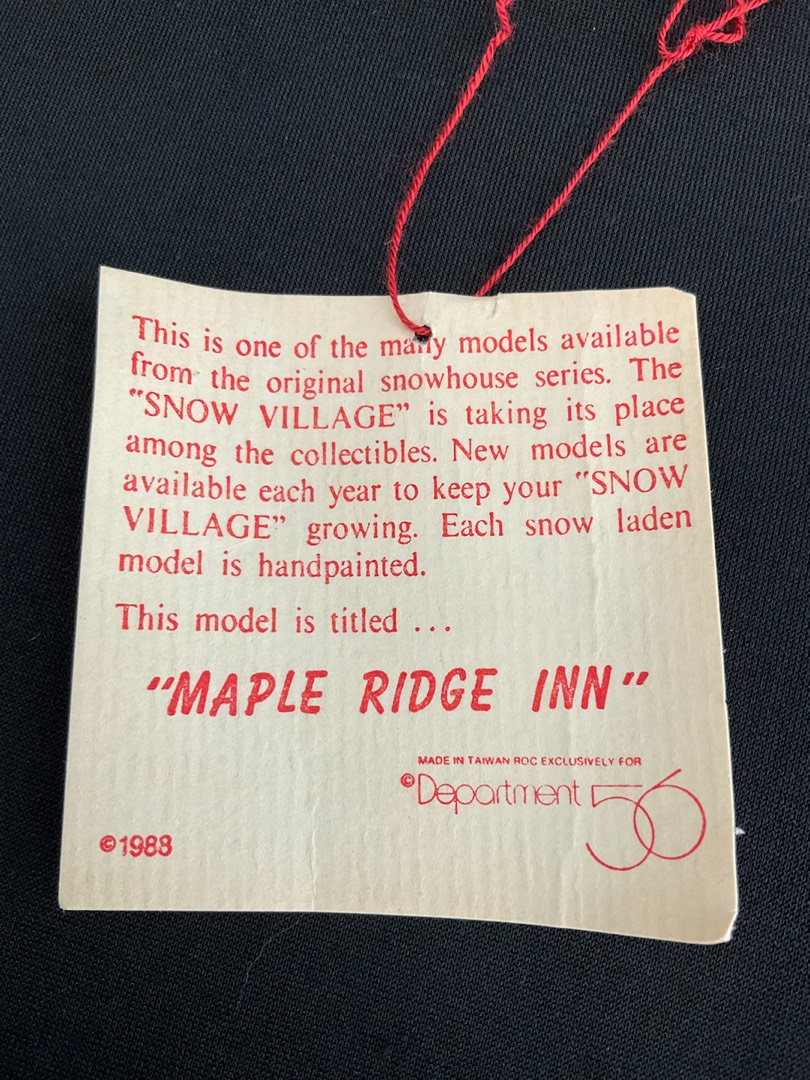 This is one of the many models available
from the original snowhouse series. The
"SNOW VILLAGE" is taking its place
among the collectibles. New models are
available each year to keep your "SNOW
VILLAGE" growing. Each snow laden
model is handpainted.
This model is titled ...
"MAPLE RIDGE INN"
MADE IN TAIWAN ROC EXCLUSIVELY FOR
©Department 56
©1988